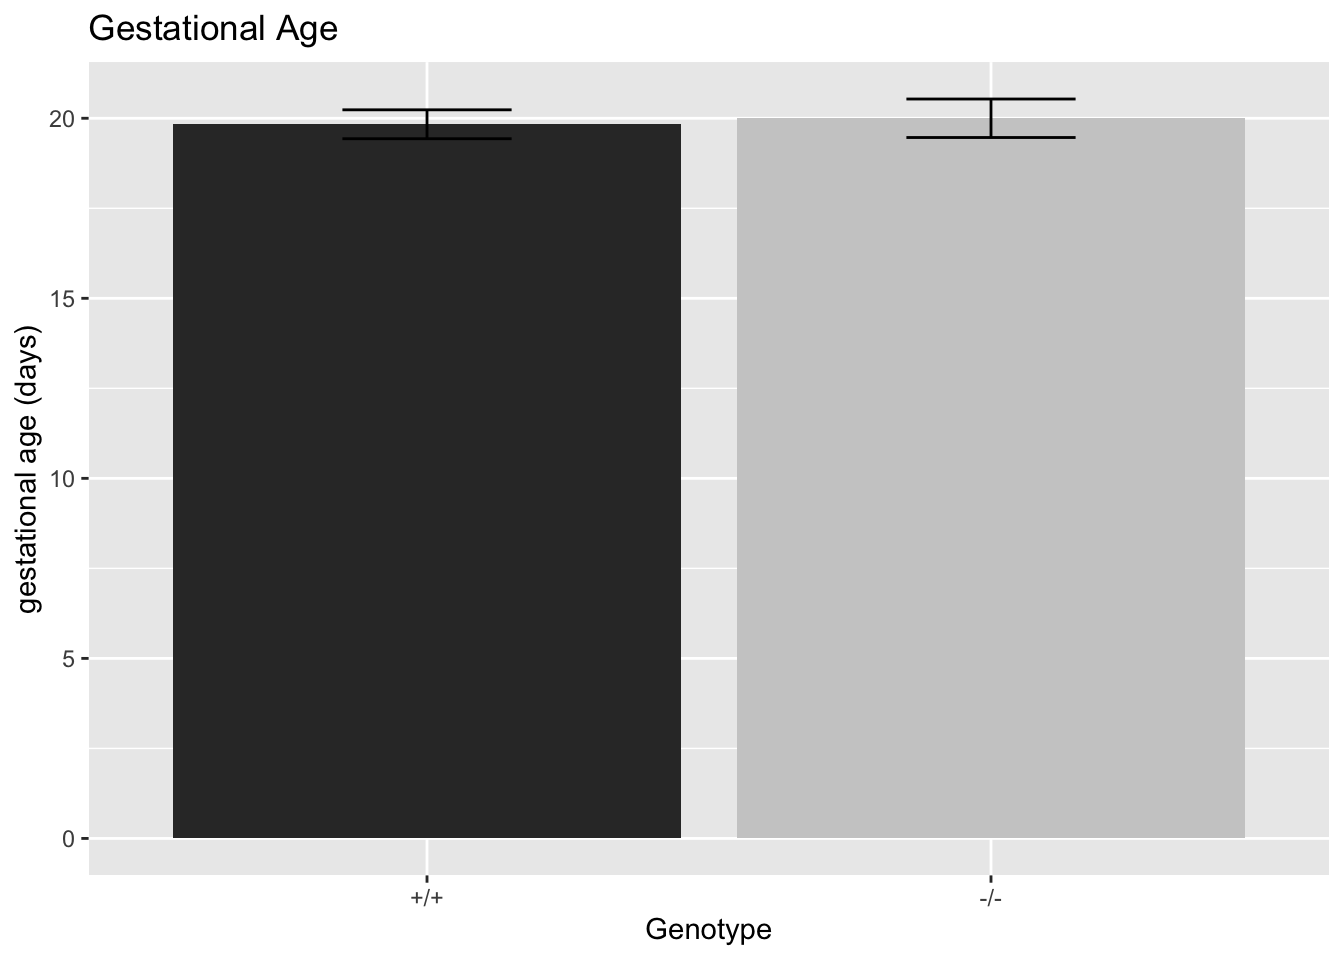 Gestational Age
gestational age (days)
20
15
10
5
0
+/+
-/-
Genotype